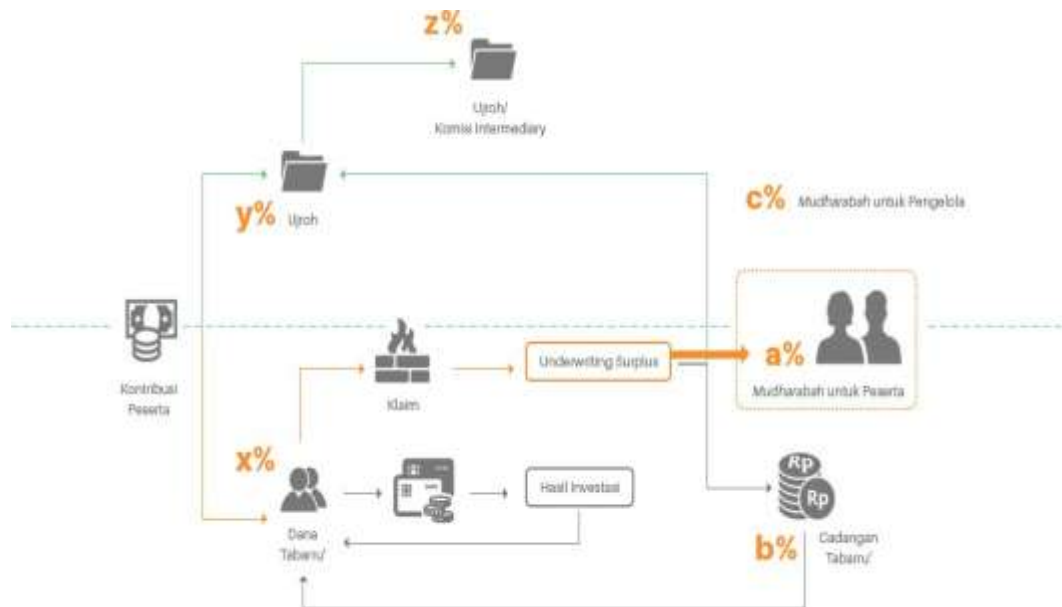 z%
Ujroh/
Komisi Intermediary
y%
Ujroh
c%
Mudharabah untuk Pengelola
Kontribusi
Peserta
Klaim
Underwriting Surplus
a%
Mudharabah untuk Peserta
x%
Dana
Tabarru'
Hasil Investasi
Rp
Rp
b%
Cadangan
Tabarru'